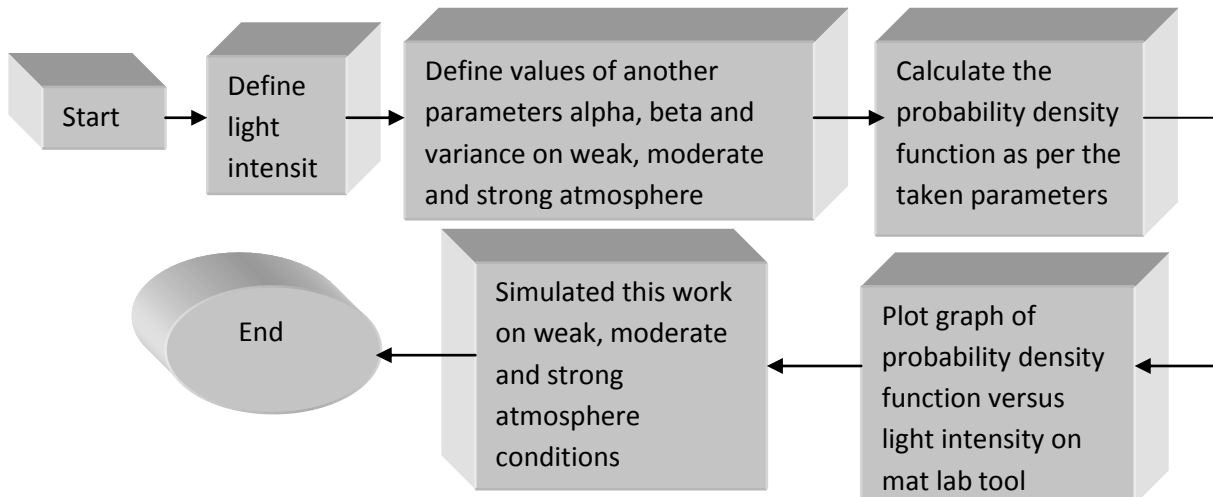 Start
Define
light
intensit
Define values of another
parameters alpha, beta and
variance on weak, moderate
and strong atmosphere
Calculate the
probability density
function as per the
taken parameters
Plot graph of
probability density
function versus
light intensity on
mat lab tool
Simulated this work
on weak, moderate
and strong
atmosphere
conditions
End